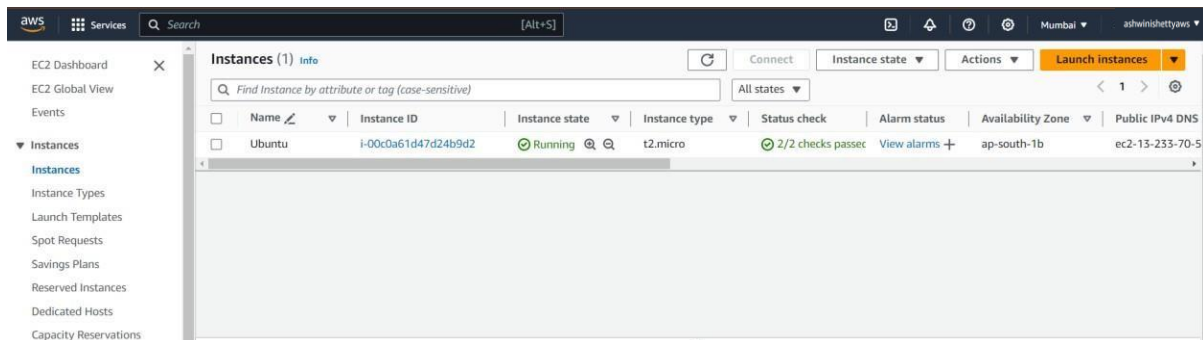 aws Services Search [Alt+S] Mumbai ashwinishettyaws
EC2 Dashboard
EC2 Global View
Events
Instances
Instances
Instance Types
Launch Templates
Spot Requests
Savings Plans
Reserved Instances
Dedicated Hosts
Capacity Reservations
Instances (1) Info Connect Instance state Actions Launch instances
Find Instance by attribute or tag (case-sensitive) All states 1
Name Instance ID Instance state Instance type Status check Alarm status Availability Zone Public IPv4 DNS
Ubuntu i-00c0a61d47d24b9d2 Running t2.micro 2/2 checks passec View alarms + ap-south-1b ec2-13-233-70-5